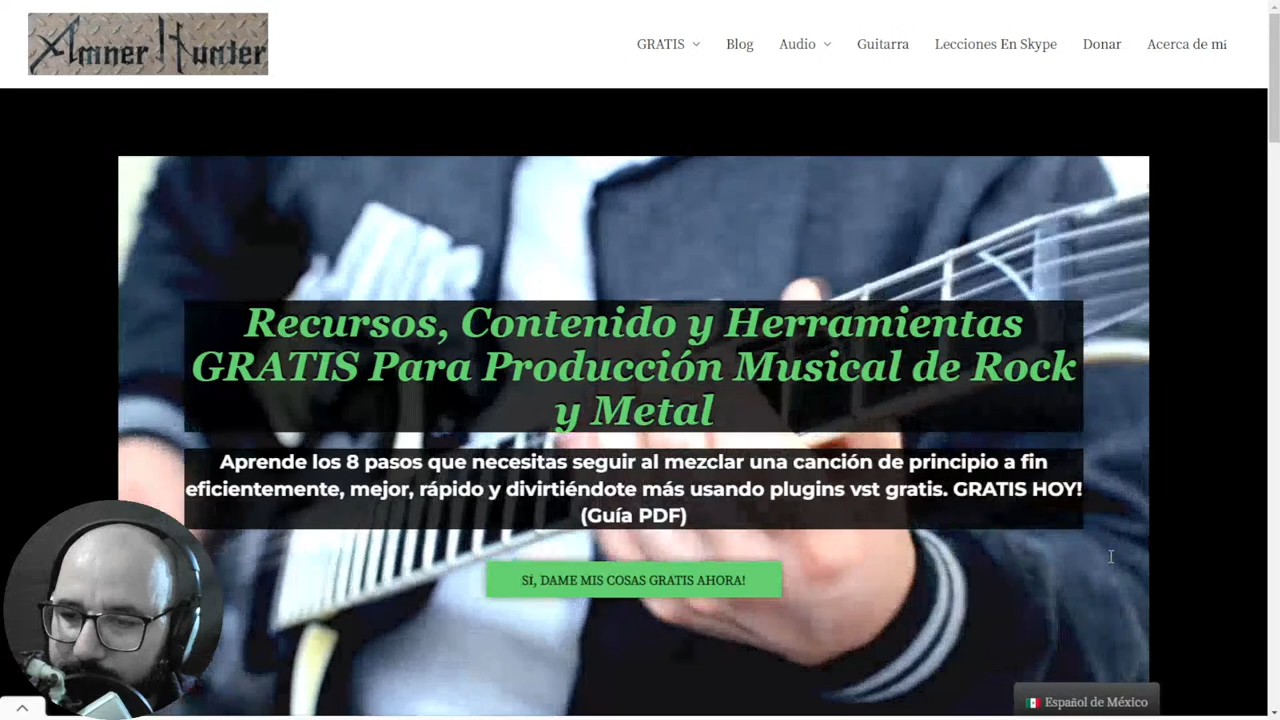 Amner Hunter
GRATIS Blog Audio Guitarra Lecciones En Skype Donar Acerca de mí
Recursos, Contenido y Herramientas
GRATIS Para Producción Musical de Rock
y Metal
Aprende los 8 pasos que necesitas seguir al mezclar una canción de principio a fin
eficientemente, mejor, rápido y divirtiéndote más usando plugins vst gratis. GRATIS HOY!
(Guía PDF)
SÍ, DAME MIS COSAS GRATIS AHORA!
Español de México